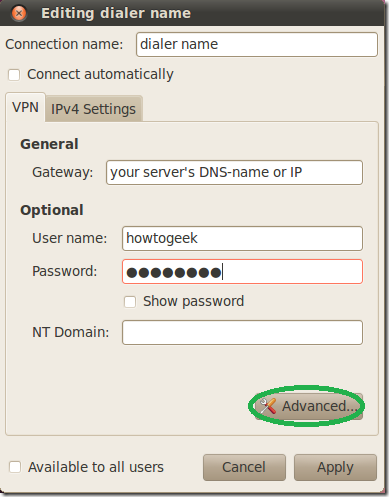 Editing dialer name
Connection name: dialer name
Connect automatically
VPN IPv4 Settings
General
Gateway: your server's DNS-name or IP
Optional
User name: howtogeek
Password: ●●●●●●●●
Show password
NT Domain:
Advanced...
Available to all users Cancel Apply